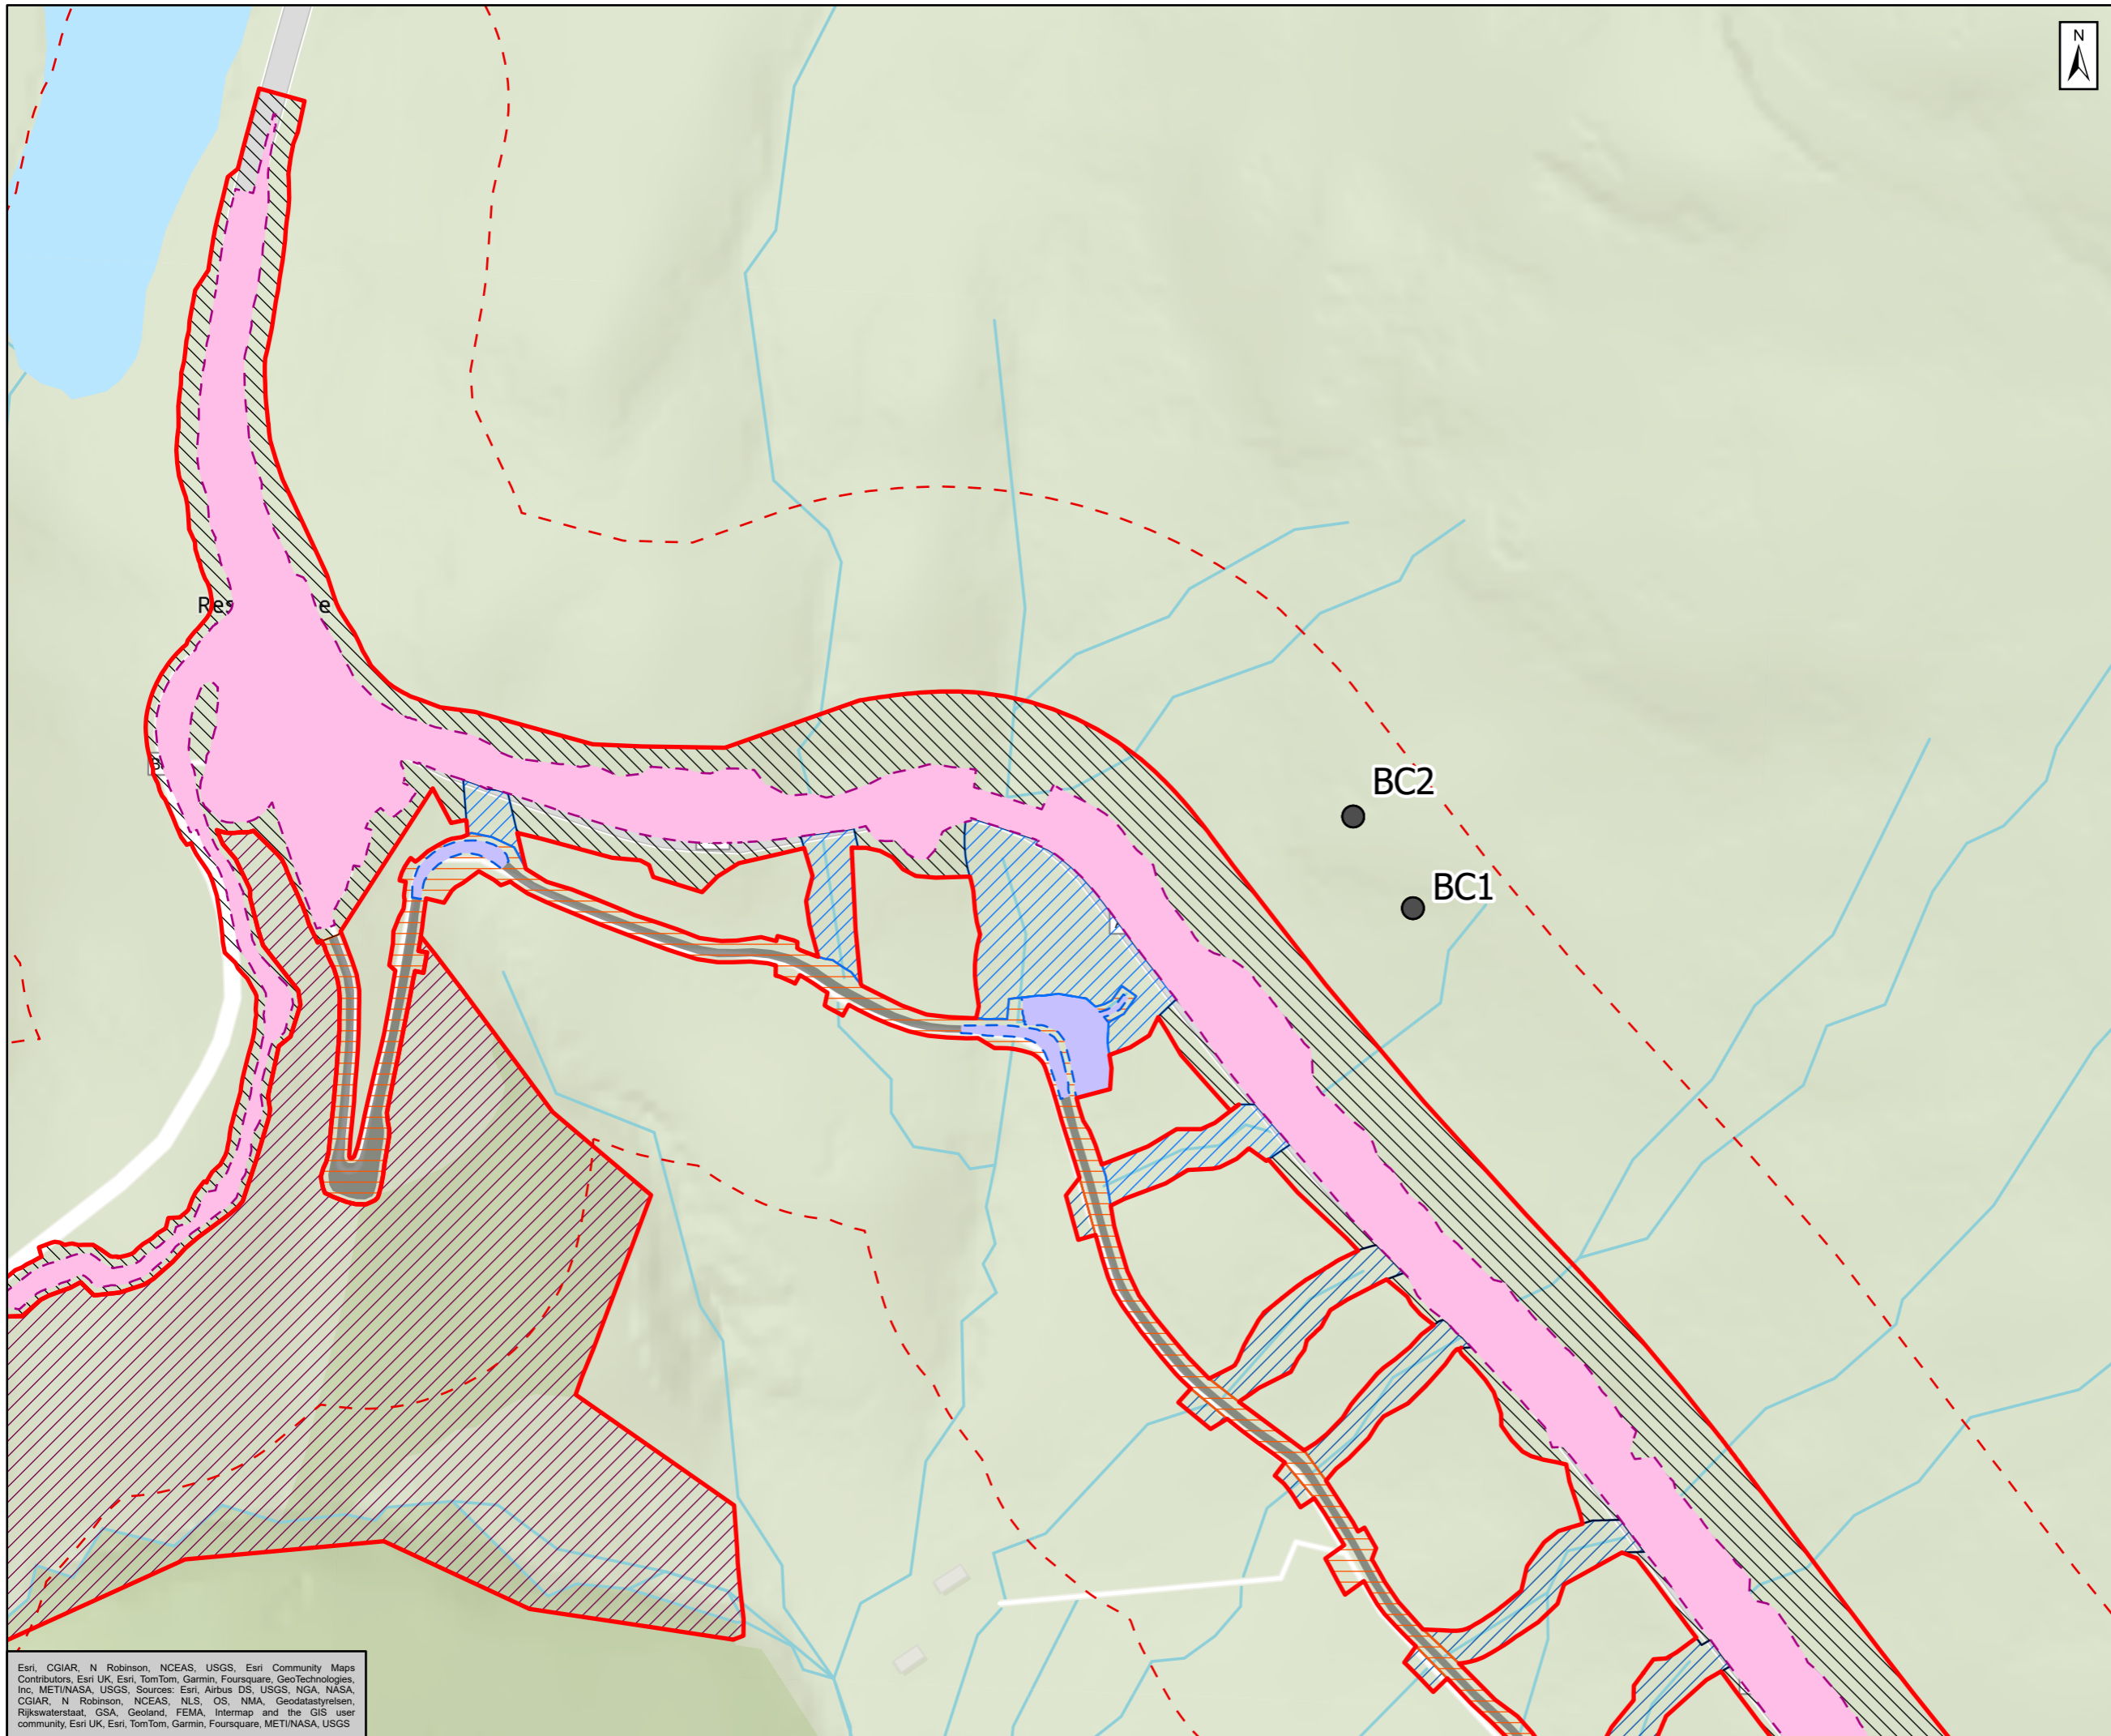 N
Res e
B
BC2
BC1
A
Esri, CGIAR, N Robinson, NCEAS, USGS, Esri Community Maps
Contributors, Esri UK, Esri, TomTom, Garmin, Foursquare, GeoTechnologies,
Inc, METI/NASA, USGS, Sources: Esri, Airbus DS, USGS, NGA, NASA,
CGIAR, N Robinson, NCEAS, NLS, OS, NMA, Geodatastyrelsen,
Rijkswaterstaat, GSA, Geoland, FEMA, Intermap and the GIS user
community, Esri UK, Esri, TomTom, Garmin, Foursquare, METI/NASA, USGS